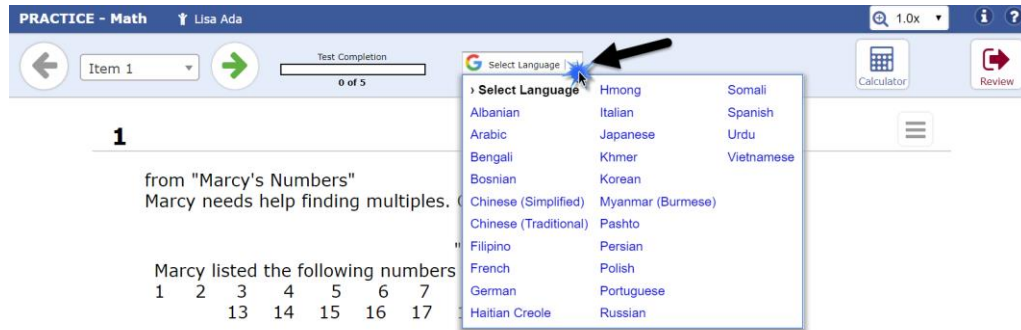 PRACTICE - Math Lisa Ada 1.0x
Item 1
Test Completion
0 of 5
Select Language
Calculator
Review
› Select Language
Albanian
Arabic
Bengali
Bosnian
Chinese (Simplified)
Chinese (Traditional)
Filipino
French
German
Haitian Creole
Hmong
Italian
Japanese
Khmer
Korean
Myanmar (Burmese)
Pashto
Persian
Polish
Portuguese
Russian
Somali
Spanish
Urdu
Vietnamese
1
from "Marcy's Numbers"
Marcy needs help finding multiples.
"
Marcy listed the following numbers
1 2 3 4 5 6 7
13 14 15 16 17